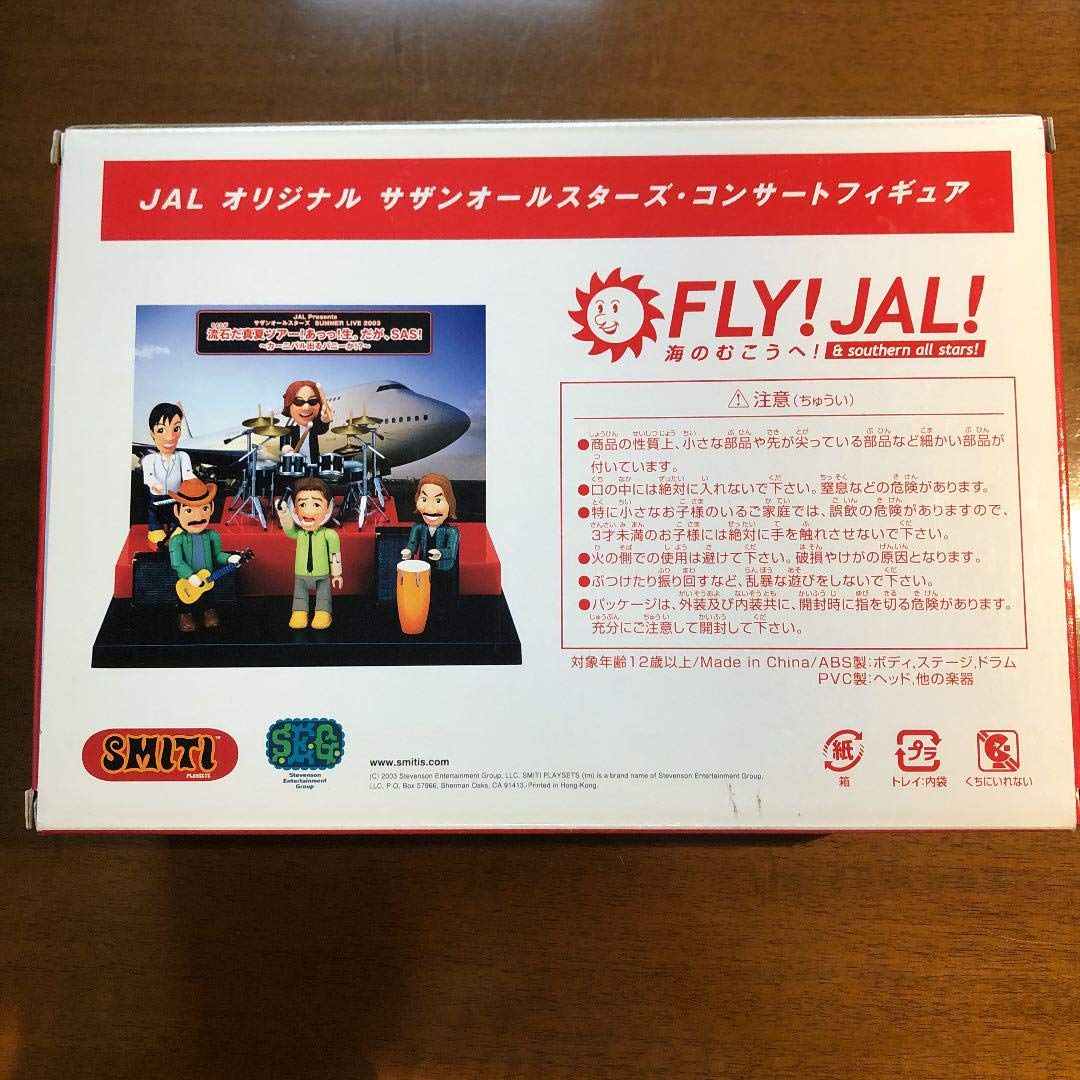 JAL オリジナル サザンオールスターズ・コンサートフィギュア
JAL Presents
サザンオールスターズ SUMMER LIVE 2003
流石だ真夏ツアー!あっっ!生。だが、SAS!
〜カーニバル出るバニーか!?〜
FLY! JAL!
海のむこうへ! & southern all stars!
⚠注意(ちゅうい)
●商品の性質上、小さな部品や先が尖っている部品など細かい部品が
付いています。
●口の中には絶対に入れないで下さい。窒息などの危険があります。
●特に小さなお子様のいるご家庭では、誤飲の危険がありますので、
3才未満のお子様には絶対に手を触れさせないで下さい。
●火の側での使用は避けて下さい。破損やけがの原因となります。
●ぶつけたり振り回すなど、乱暴な遊びをしないで下さい。
●パッケージは、外装及び内装共に、開封時に指を切る危険があります。
充分にご注意して開封して下さい。
対象年齢12歳以上/Made in China/ABS製:ボディ,ステージ,ドラム
PVC製:ヘッド,他の楽器
SMITI™
PLAYSETS
S.E.G.
Stevenson
Entertainment
Group
www.smitis.com
(C) 2003 Stevenson Entertainment Group, LLC. SMITI PLAYSETS (tm) is a brand name of Stevenson Entertainment Group,
LLC, P.O. Box 57966, Sherman Oaks, CA 91413. Printed in Hong-Kong.
紙
箱
プラ
トレイ:内袋
くちにいれない